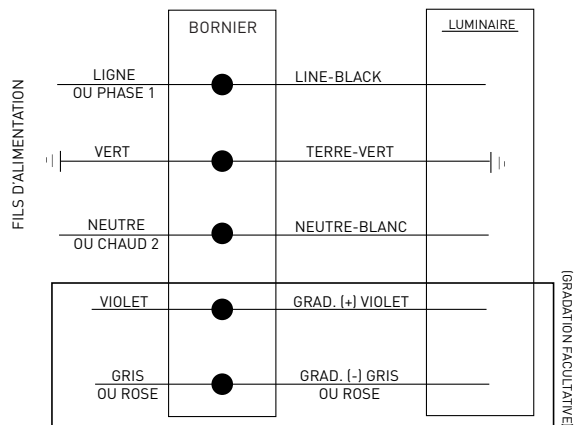 BORNIER
LUMINAIRE
FILS D'ALIMENTATION
LIGNE
OU PHASE 1
LINE-BLACK
VERT
TERRE-VERT
NEUTRE
OU CHAUD 2
NEUTRE-BLANC
VIOLET
GRAD. (+) VIOLET
GRIS
OU ROSE
GRAD. (-) GRIS
OU ROSE
(GRADATION FACULTATIVE)